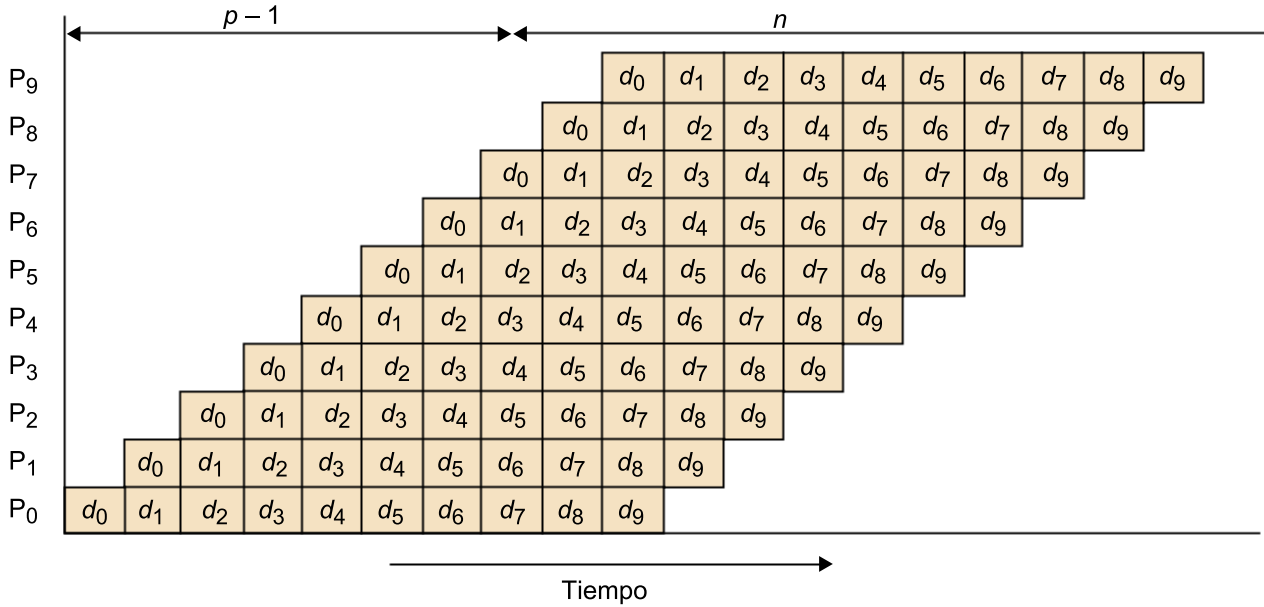 p – 1 n
P9 d0 d1 d2 d3 d4 d5 d6 d7 d8 d9
P8 d0 d1 d2 d3 d4 d5 d6 d7 d8 d9
P7 d0 d1 d2 d3 d4 d5 d6 d7 d8 d9
P6 d0 d1 d2 d3 d4 d5 d6 d7 d8 d9
P5 d0 d1 d2 d3 d4 d5 d6 d7 d8 d9
P4 d0 d1 d2 d3 d4 d5 d6 d7 d8 d9
P3 d0 d1 d2 d3 d4 d5 d6 d7 d8 d9
P2 d0 d1 d2 d3 d4 d5 d6 d7 d8 d9
P1 d0 d1 d2 d3 d4 d5 d6 d7 d8 d9
P0 d0 d1 d2 d3 d4 d5 d6 d7 d8 d9
Tiempo